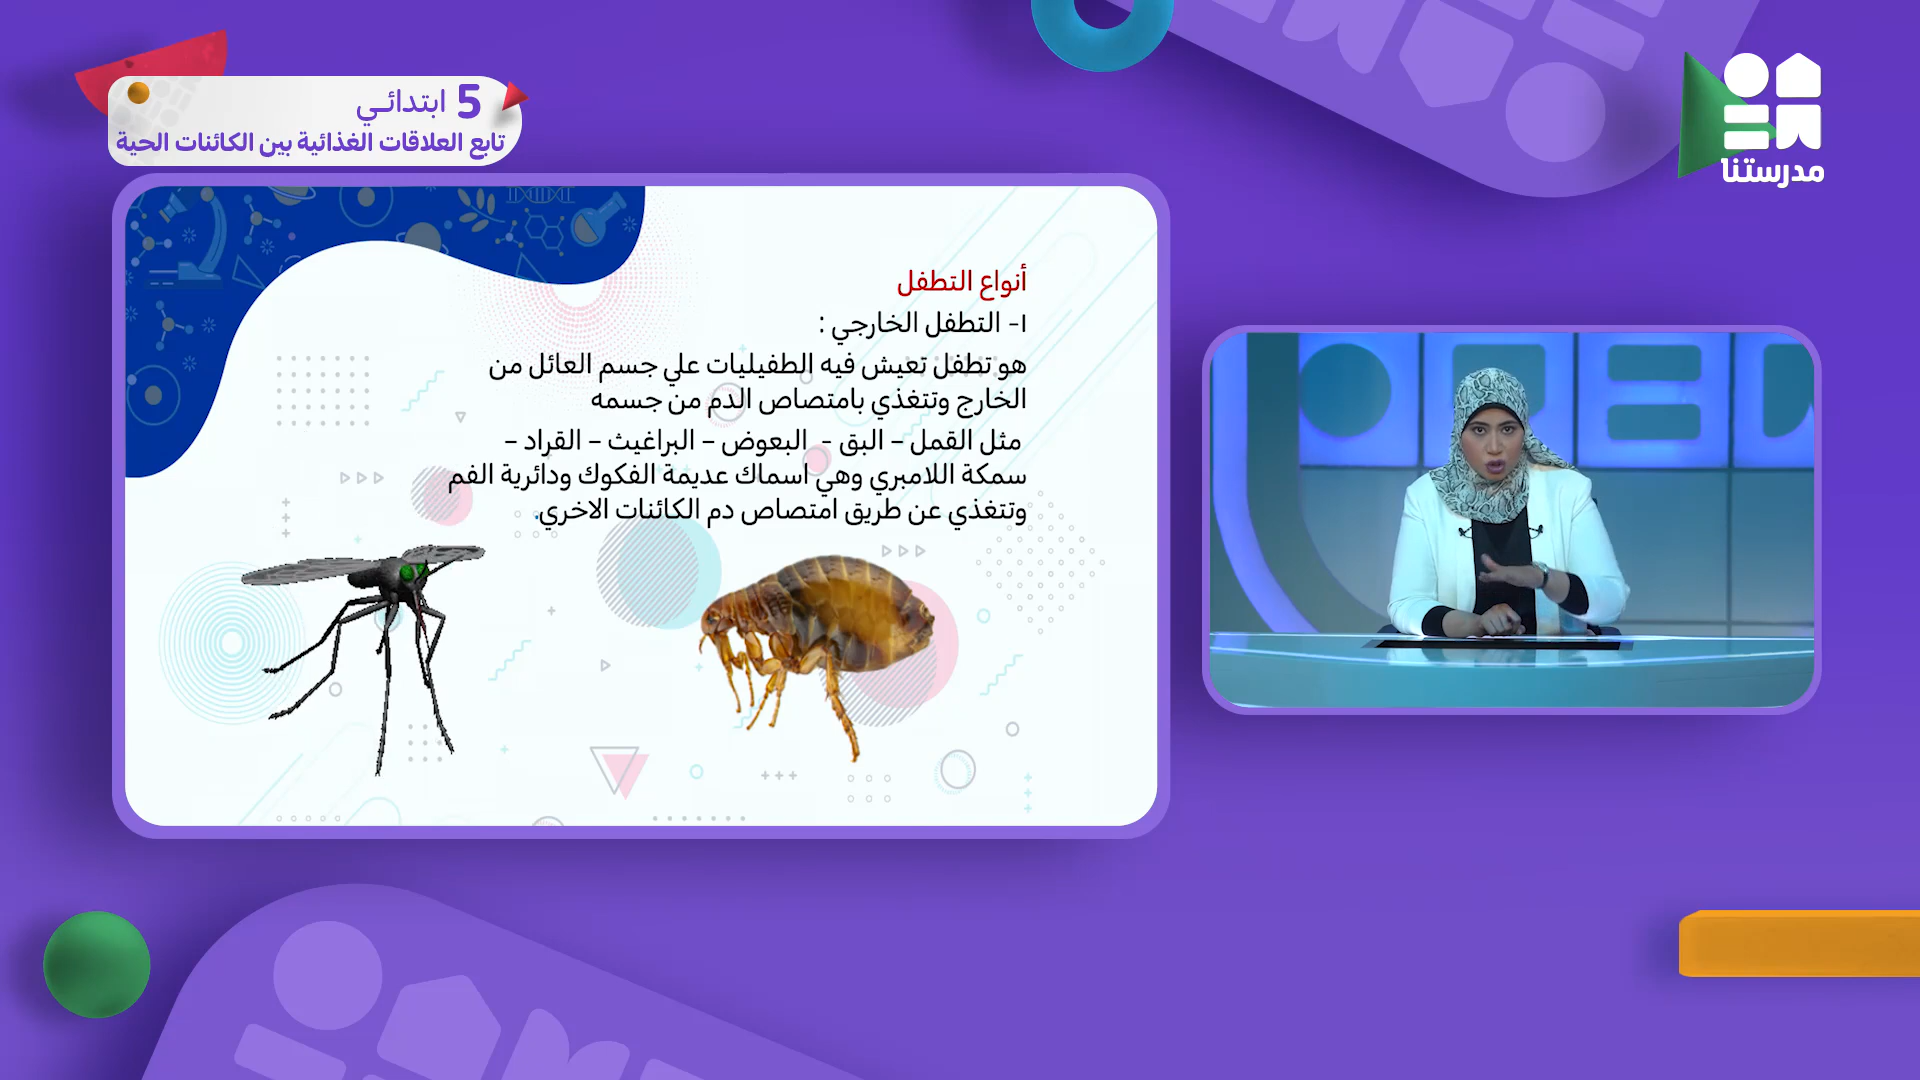 5 ابتدائي
تابع العلاقات الغذائية بين الكائنات الحية
مدرستنا
أنواع التطفل
١- التطفل الخارجي :
هو تطفل تعيش فيه الطفيليات علي جسم العائل من
الخارج وتتغذي بامتصاص الدم من جسمه
مثل القمل – البق - البعوض – البراغيث – القراد –
سمكة اللامبري وهي اسماك عديمة الفكوك ودائرية الفم
وتتغذي عن طريق امتصاص دم الكائنات الاخري.